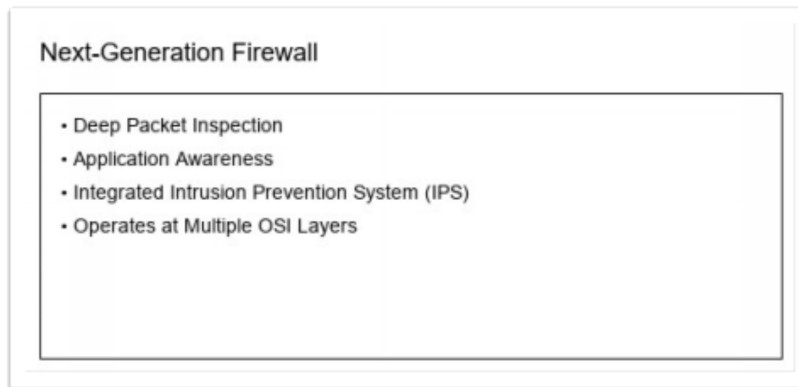 Next-Generation Firewall
• Deep Packet Inspection
• Application Awareness
• Integrated Intrusion Prevention System (IPS)
• Operates at Multiple OSI Layers